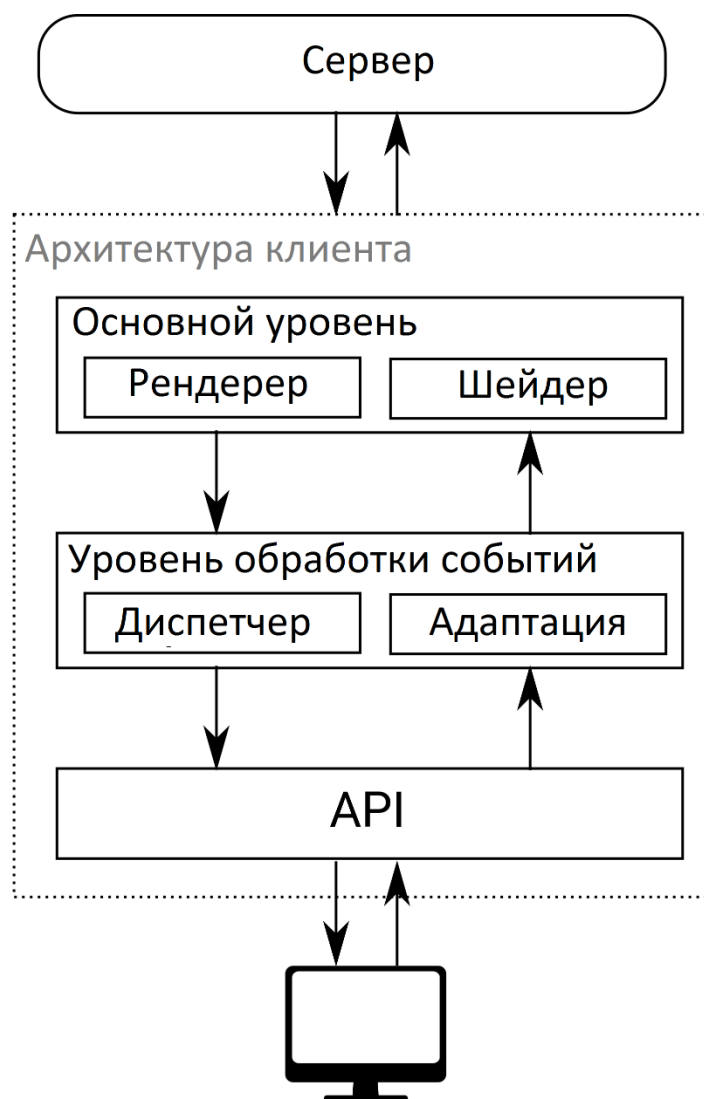 Сервер
Архитектура клиента
Основной уровень
Рендерер
Шейдер
Уровень обработки событий
Диспетчер
Адаптация
API